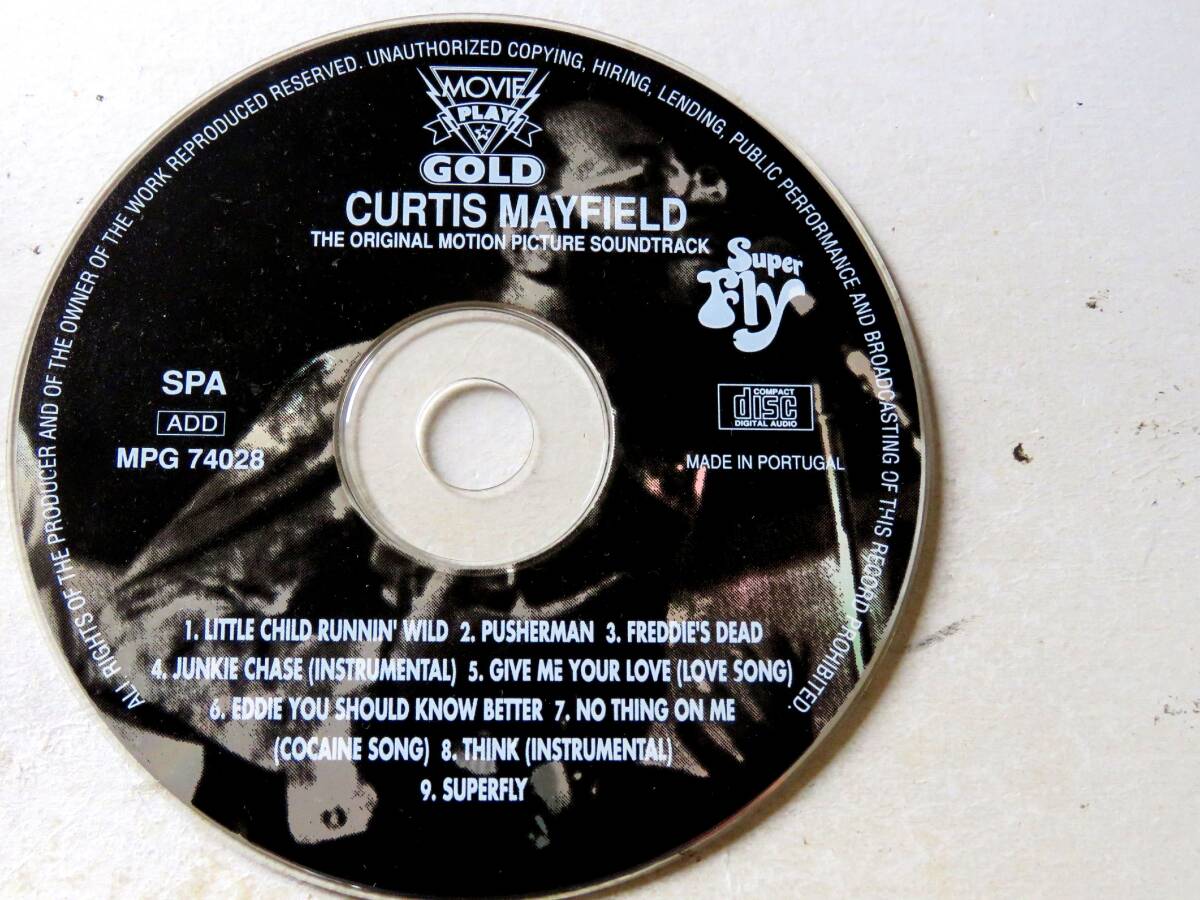 ALL RIGHTS OF THE PRODUCER AND OF THE OWNER OF THE WORK REPRODUCED RESERVED. UNAUTHORIZED COPYING, HIRING, LENDING, PUBLIC PERFORMANCE AND BROADCASTING OF THIS RECORD PROHIBITED.
MOVIE
PLAY
GOLD
CURTIS MAYFIELD
THE ORIGINAL MOTION PICTURE SOUNDTRACK
Super
Fly
SPA
ADD
MPG 74028
COMPACT
disc
DIGITAL AUDIO
MADE IN PORTUGAL
1. LITTLE CHILD RUNNIN' WILD 2. PUSHERMAN 3. FREDDIE'S DEAD
4. JUNKIE CHASE (INSTRUMENTAL) 5. GIVE ME YOUR LOVE (LOVE SONG)
6. EDDIE YOU SHOULD KNOW BETTER 7. NO THING ON ME
(COCAINE SONG) 8. THINK (INSTRUMENTAL)
9. SUPERFLY